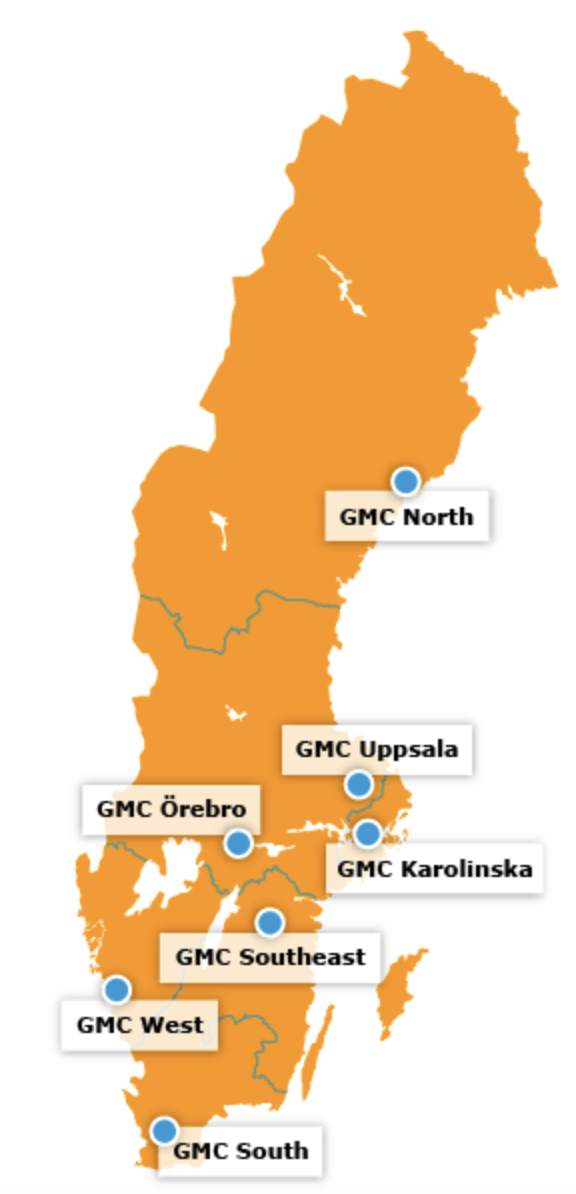 GMC North
GMC Uppsala
GMC Örebro
GMC Karolinska
GMC Southeast
GMC West
GMC South